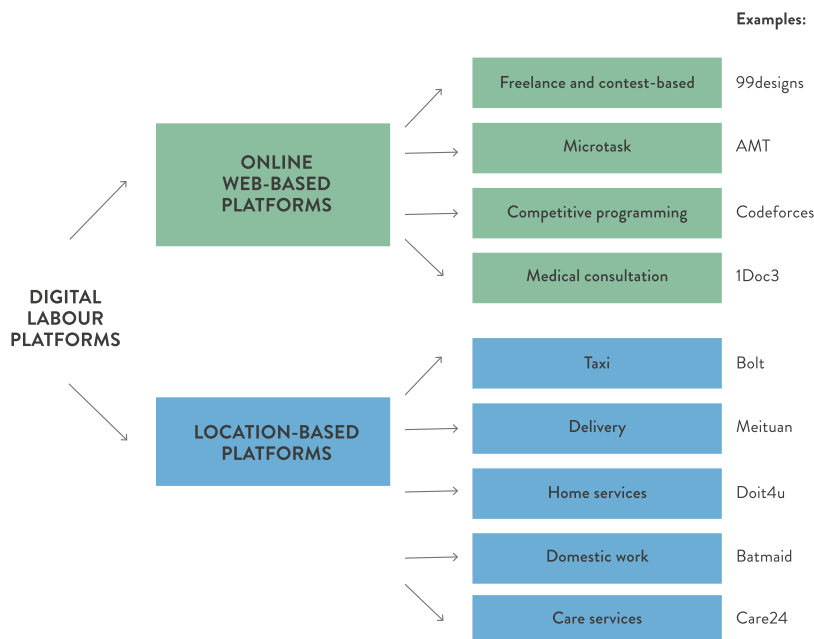 Examples:
Freelance and contest-based
99designs
ONLINE
WEB-BASED
PLATFORMS
Microtask
AMT
Competitive programming
Codeforces
Medical consultation
1Doc3
DIGITAL
LABOUR
PLATFORMS
Taxi
Bolt
LOCATION-BASED
PLATFORMS
Delivery
Meituan
Home services
Doit4u
Domestic work
Batmaid
Care services
Care24